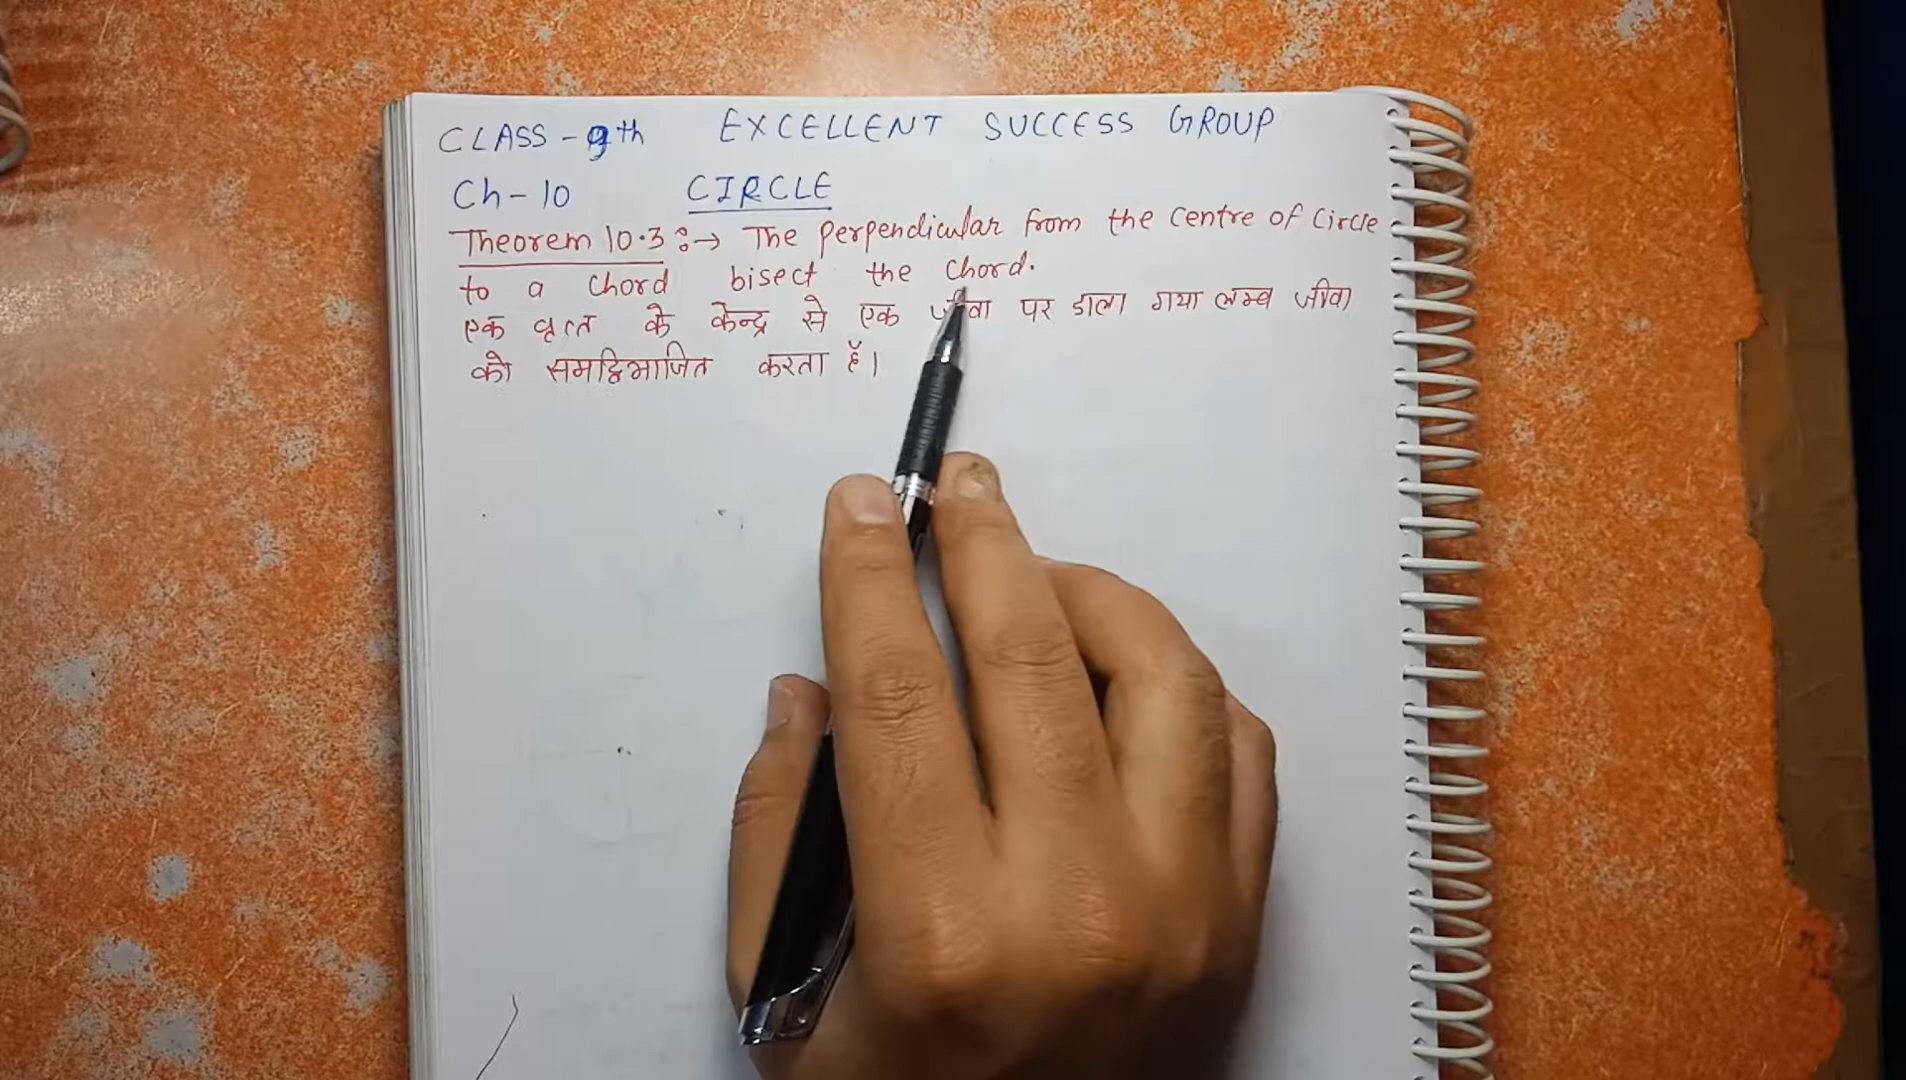 CLASS - 9th EXCELLENT SUCCESS GROUP
Ch - 10 CIRCLE
Theorem 10.3 :→ The perpendicular from the centre of circle
to a chord bisect the chord.
एक वृत्त के केन्द्र से एक जीवा पर डाला गया लम्ब जीवा
को समद्विभाजित करता है।